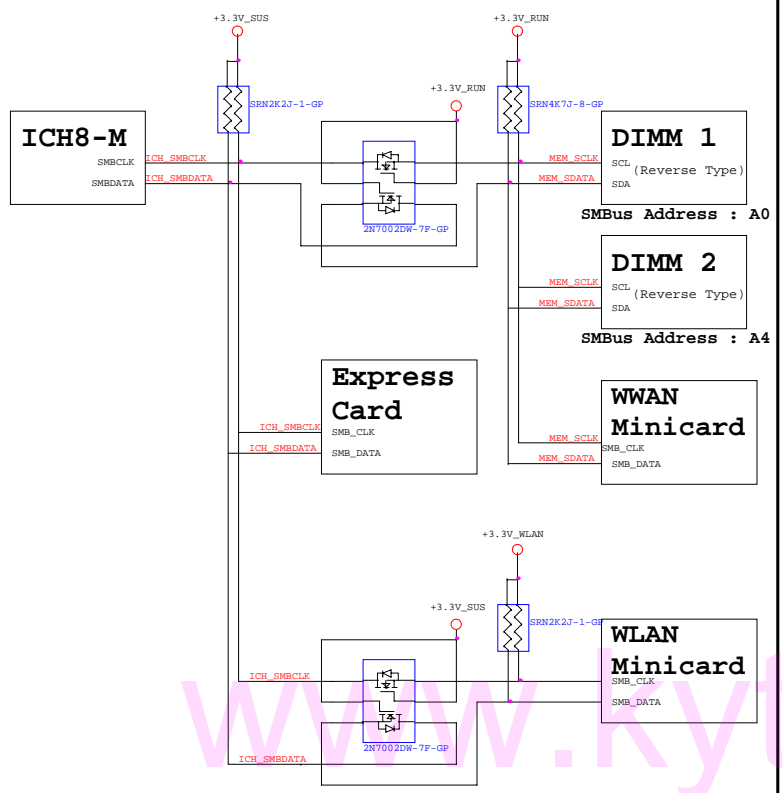 +3.3V_SUS
+3.3V_RUN
+3.3V_RUN
SRN2K2J-1-GP
SRN4K7J-8-GP
ICH8-M
SMBCLK
ICH_SMBCLK
SMBDATA
ICH_SMBDATA
2N7002DW-7F-GP
MEM_SCLK
MEM_SDATA
DIMM 1
SCL
(Reverse Type)
SDA
SMBus Address : A0
MEM_SCLK
MEM_SDATA
DIMM 2
SCL
(Reverse Type)
SDA
SMBus Address : A4
Express
Card
ICH_SMBCLK
SMB_CLK
ICH_SMBDATA
SMB_DATA
WWAN
Minicard
MEM_SCLK
SMB_CLK
MEM_SDATA
SMB_DATA
+3.3V_WLAN
+3.3V_SUS
SRN2K2J-1-GP
WLAN
Minicard
SMB_CLK
SMB_DATA
ICH_SMBCLK
2N7002DW-7F-GP
ICH_SMBDATA
www.kyt